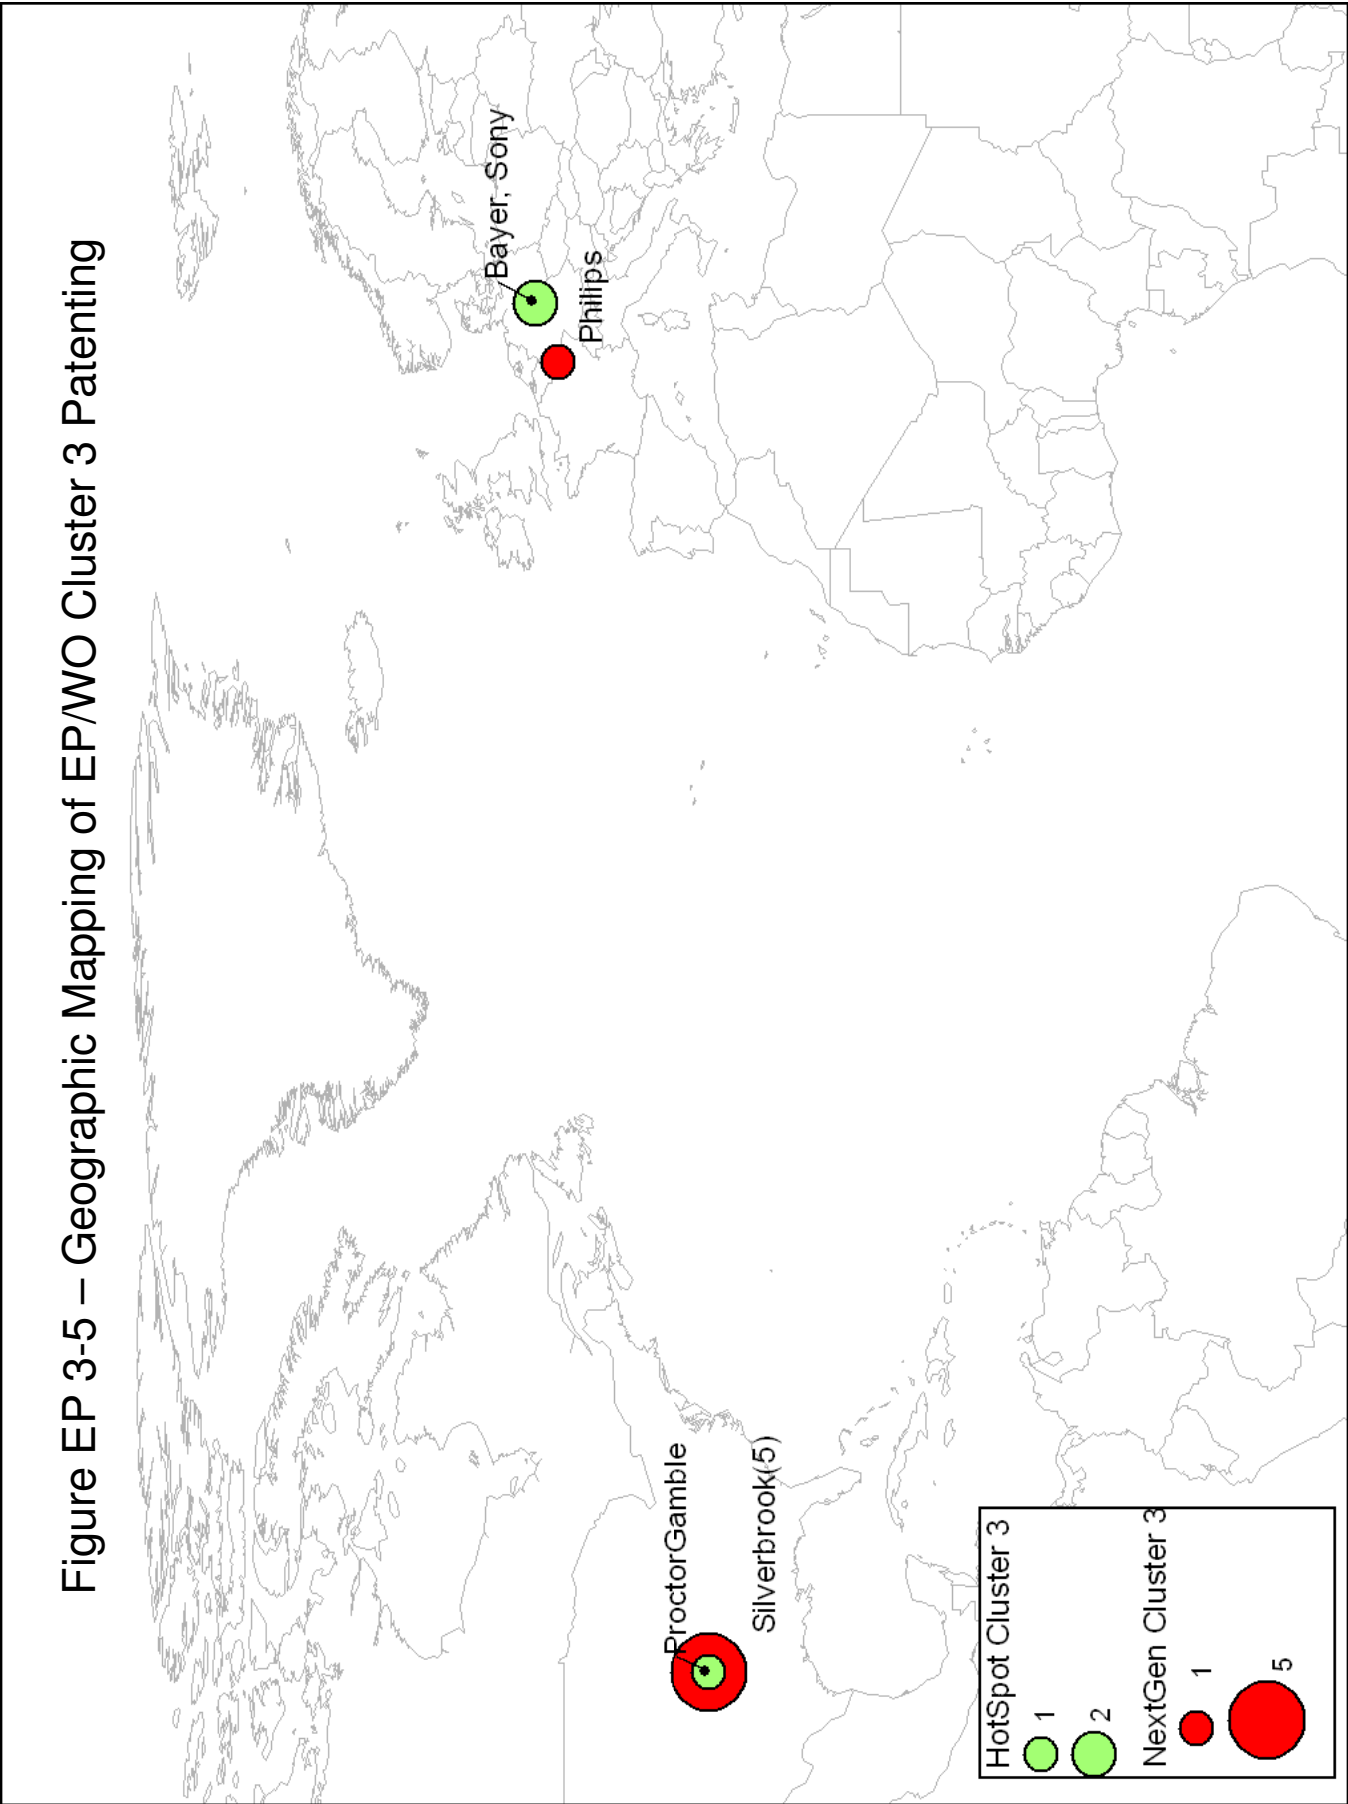 Figure EP 3-5 – Geographic Mapping of EP/WO Cluster 3 Patenting
Bayer, Sony
Philips
ProctorGamble
Silverbrook(5)
HotSpot Cluster 3
1
2
NextGen Cluster 3
1
5